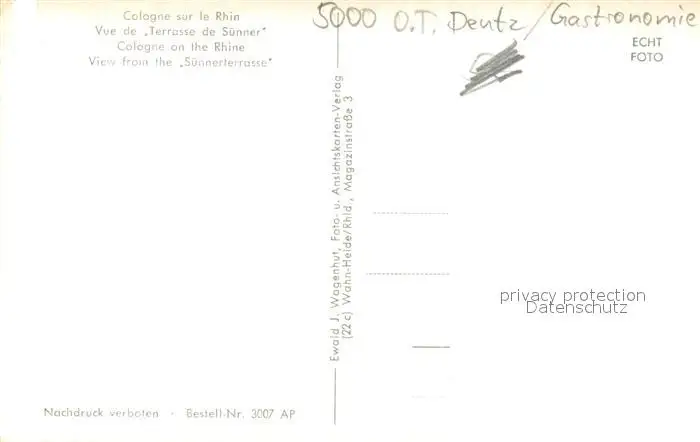 Cologne sur le Rhin
Vue de „Terrasse de Sünner"
Cologne on the Rhine
View from the „Sünnerterrasse"
5000 O.T. Deutz/Gastronomie
ECHT
FOTO
Ewald J. Wagenhut, Foto- u. Ansichtskarten-Verlag
(22 c) Wahn-Heide/Rhld., Magazinstraße 3
privacy protection
Datenschutz
Nachdruck verboten - Bestell-Nr. 3007 AP